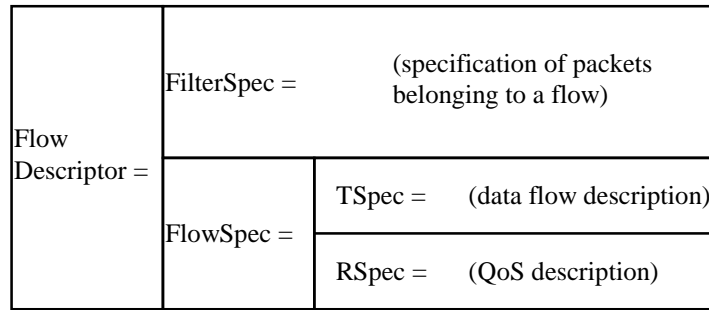 FilterSpec = (specification of packets
belonging to a flow)
Flow
Descriptor =
TSpec = (data flow description)
FlowSpec =
RSpec = (QoS description)